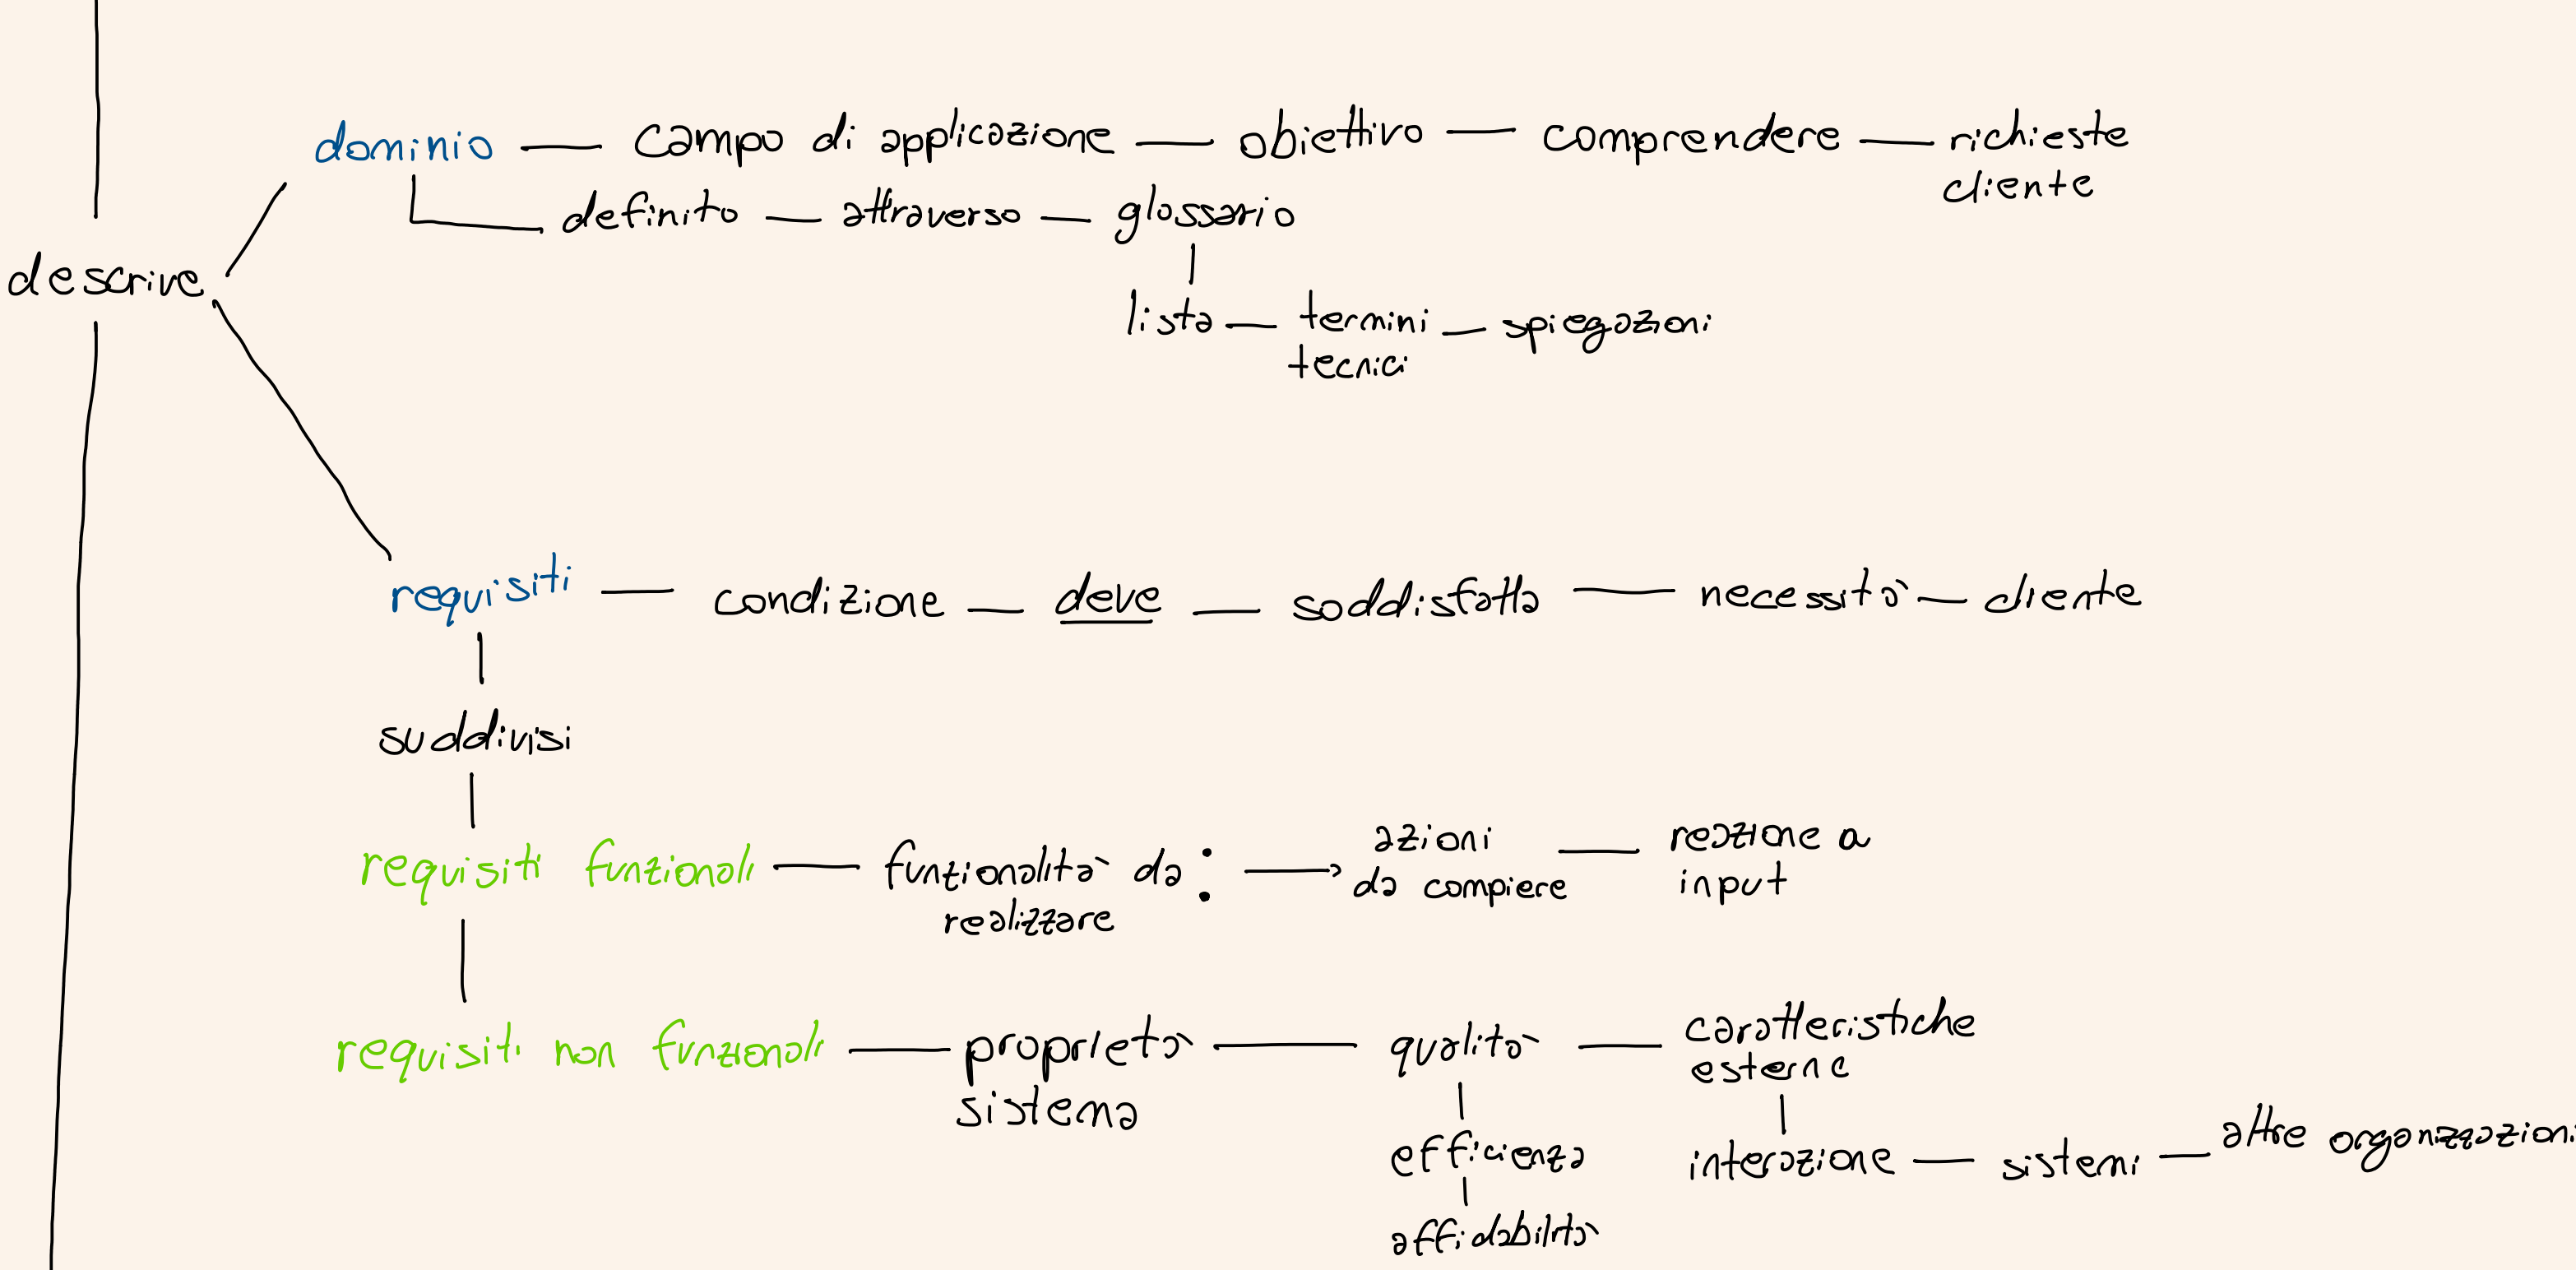 dominio — campo di applicazione — obiettivo — comprendere — richieste
cliente
definito — attraverso — glossario
descrive
lista — termini — spiegazioni
tecnici
requisiti — condizione — deve — soddisfatta — necessità — cliente
suddivisi
requisiti funzionali — funzionalità da : → azioni — reazione a
realizzare
da compiere
input
requisiti non funzionali — proprietà — qualità — caratteristiche
sistema
esterne
efficienza
interazione — sistemi — altre organizzazioni
affidabilità